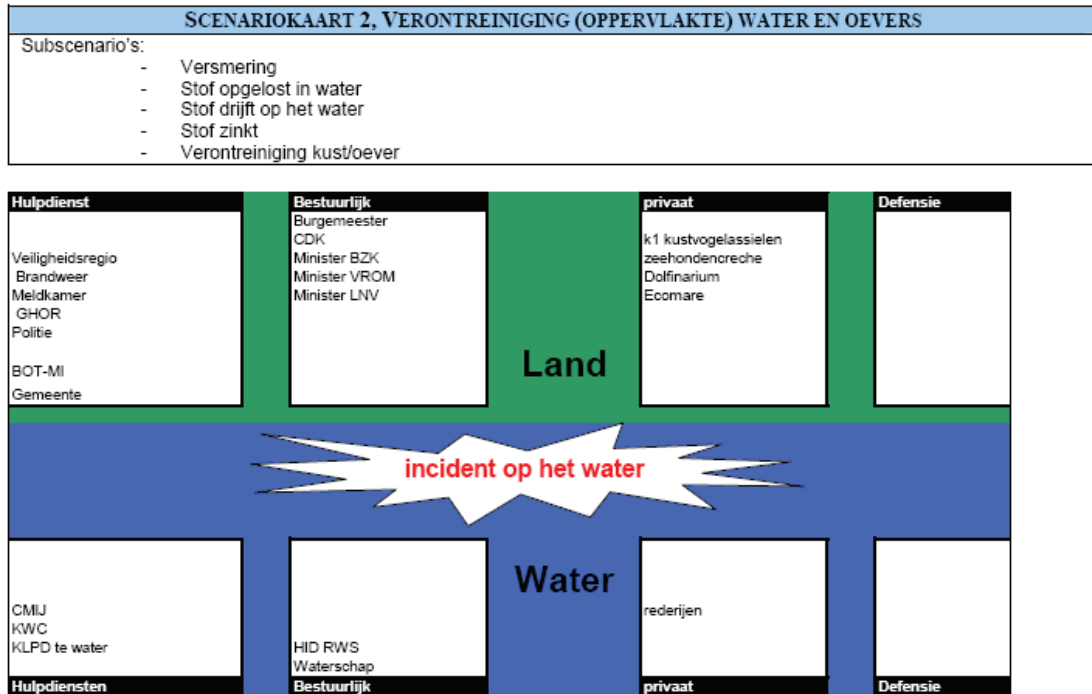 SCENARIOKAART 2, VERONTREINIGING (OPPERVLAKTE) WATER EN OEVERS
Subscenario's:
- Versmering
- Stof opgelost in water
- Stof drijft op het water
- Stof zinkt
- Verontreiniging kust/oever
Hulpdienst
Veiligheidsregio
Brandweer
Meldkamer
GHOR
Politie
BOT-MI
Gemeente
Bestuurlijk
Burgemeester
CDK
Minister BZK
Minister VROM
Minister LNV
Land
privaat
k1 kustvogelassielen
zeehondencreche
Dolfinarium
Ecomare
Defensie
incident op het water
CMIJ
KWC
KLPD te water
Hulpdiensten
HID RWS
Waterschap
Bestuurlijk
Water
rederijen
privaat
Defensie